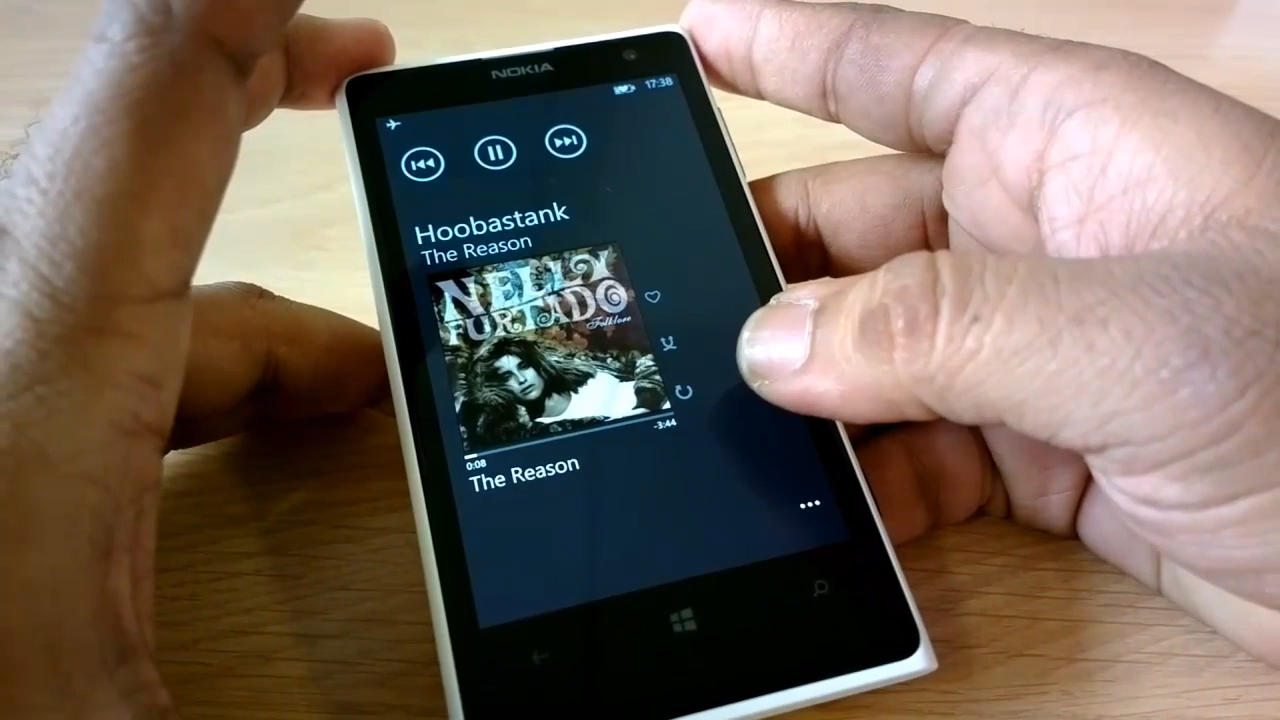 NOKIA
17:38
Hoobastank
The Reason
NELLY
FURTADO
Folklore
0:08
-3:44
The Reason